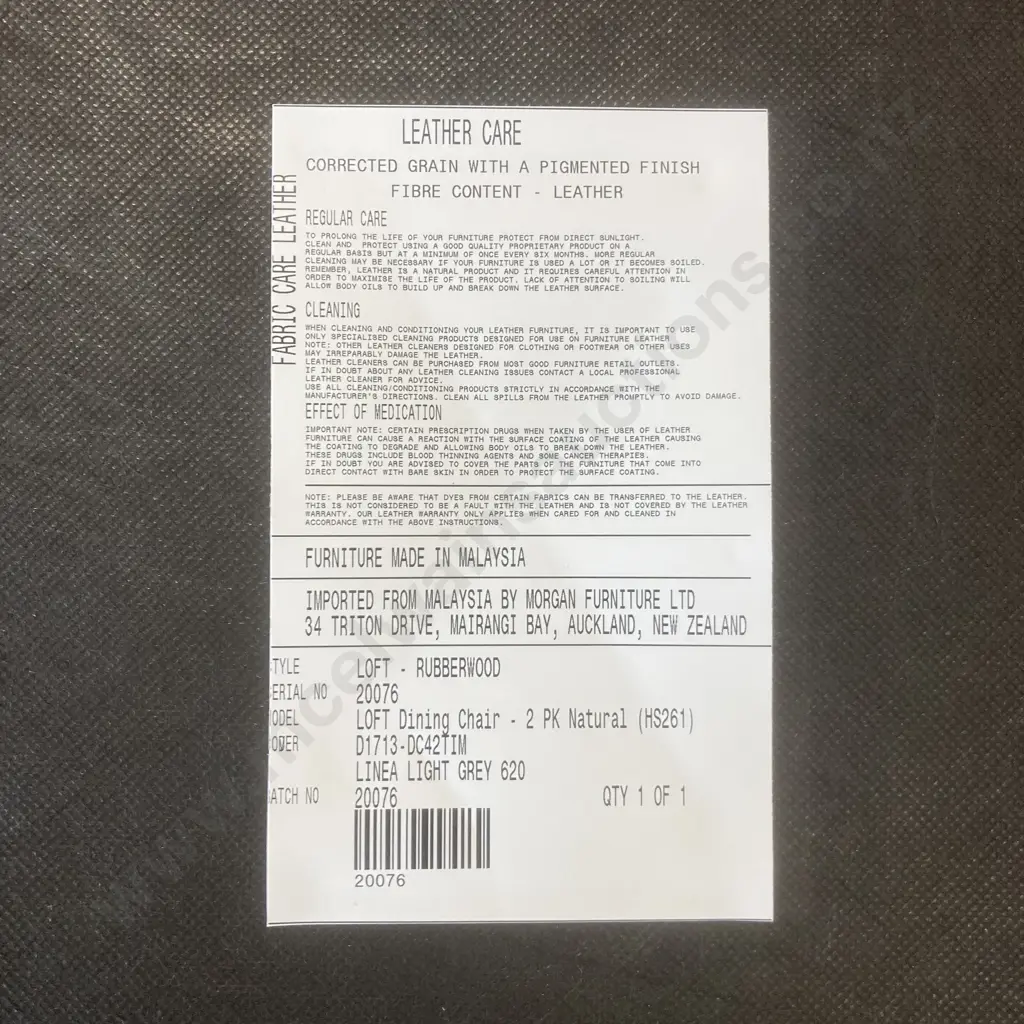 LEATHER CARE
CORRECTED GRAIN WITH A PIGMENTED FINISH
FIBRE CONTENT - LEATHER
FABRIC CARE LEATHER
REGULAR CARE
TO PROLONG THE LIFE OF YOUR FURNITURE PROTECT FROM DIRECT SUNLIGHT.
CLEAN AND PROTECT USING A GOOD QUALITY PROPRIETARY PRODUCT ON A
REGULAR BASIS BUT AT A MINIMUM OF ONCE EVERY SIX MONTHS. MORE REGULAR
CLEANING MAY BE NECESSARY IF YOUR FURNITURE IS USED A LOT OR IT BECOMES SOILED.
REMEMBER, LEATHER IS A NATURAL PRODUCT AND IT REQUIRES CAREFUL ATTENTION IN
ORDER TO MAXIMISE THE LIFE OF THE PRODUCT. LACK OF ATTENTION TO SOILING WILL
ALLOW BODY OILS TO BUILD UP AND BREAK DOWN THE LEATHER SURFACE.
CLEANING
WHEN CLEANING AND CONDITIONING YOUR LEATHER FURNITURE, IT IS IMPORTANT TO USE
ONLY SPECIALISED CLEANING PRODUCTS DESIGNED FOR USE ON FURNITURE LEATHER
NOTE: OTHER LEATHER CLEANERS DESIGNED FOR CLOTHING OR FOOTWEAR OR OTHER USES
MAY IRREPARABLY DAMAGE THE LEATHER.
LEATHER CLEANERS CAN BE PURCHASED FROM MOST GOOD FURNITURE RETAIL OUTLETS.
IF IN DOUBT ABOUT ANY LEATHER CLEANING ISSUES CONTACT A LOCAL PROFESSIONAL
LEATHER CLEANER FOR ADVICE.
USE ALL CLEANING/CONDITIONING PRODUCTS STRICTLY IN ACCORDANCE WITH THE
MANUFACTURER'S DIRECTIONS. CLEAN ALL SPILLS FROM THE LEATHER PROMPTLY TO AVOID DAMAGE.
EFFECT OF MEDICATION
IMPORTANT NOTE: CERTAIN PRESCRIPTION DRUGS WHEN TAKEN BY THE USER OF LEATHER
FURNITURE CAN CAUSE A REACTION WITH THE SURFACE COATING OF THE LEATHER CAUSING
THE COATING TO DEGRADE AND ALLOWING BODY OILS TO BREAK DOWN THE LEATHER.
THESE DRUGS INCLUDE BLOOD THINNING AGENTS AND SOME CANCER THERAPIES.
IF IN DOUBT YOU ARE ADVISED TO COVER THE PARTS OF THE FURNITURE THAT COME INTO
DIRECT CONTACT WITH BARE SKIN IN ORDER TO PROTECT THE SURFACE COATING.
NOTE: PLEASE BE AWARE THAT DYES FROM CERTAIN FABRICS CAN BE TRANSFERRED TO THE LEATHER.
THIS IS NOT CONSIDERED TO BE A FAULT WITH THE LEATHER AND IS NOT COVERED BY THE LEATHER
WARRANTY. OUR LEATHER WARRANTY ONLY APPLIES WHEN CARED FOR AND CLEANED IN
ACCORDANCE WITH THE ABOVE INSTRUCTIONS.
FURNITURE MADE IN MALAYSIA
IMPORTED FROM MALAYSIA BY MORGAN FURNITURE LTD
34 TRITON DRIVE, MAIRANGI BAY, AUCKLAND, NEW ZEALAND
TYLE LOFT - RUBBERWOOD
ERIAL NO 20076
ODEL LOFT Dining Chair - 2 PK Natural (HS261)
ODER D1713-DC42TIM
LINEA LIGHT GREY 620
ATCH NO 20076 QTY 1 OF 1
20076